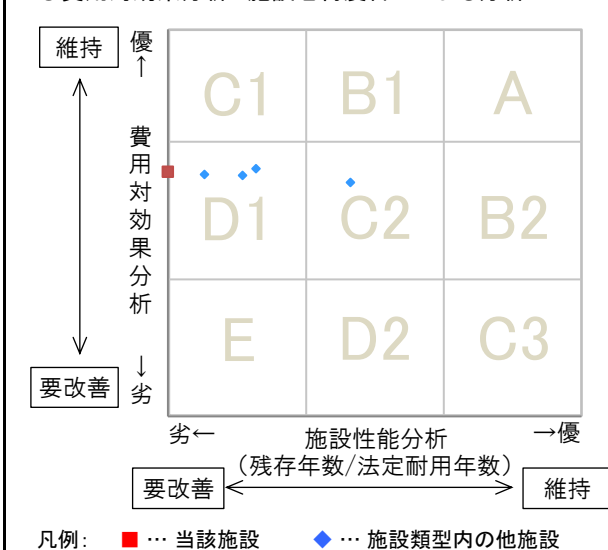 維持
優
↑
費用対効果分析
↓
劣
要改善
C1 B1 A
D1 C2 B2
E D2 C3
劣← 施設性能分析 →優
(残存年数/法定耐用年数)
要改善 維持
凡例: ■ … 当該施設 ◆ … 施設類型内の他施設